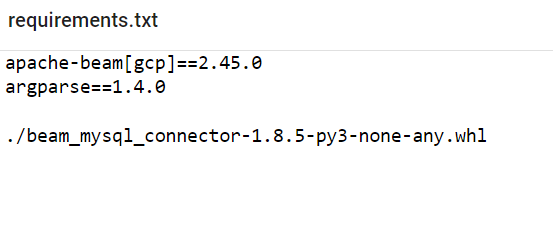 requirements.txt
apache-beam[gcp]==2.45.0
argparse==1.4.0
./beam_mysql_connector-1.8.5-py3-none-any.whl